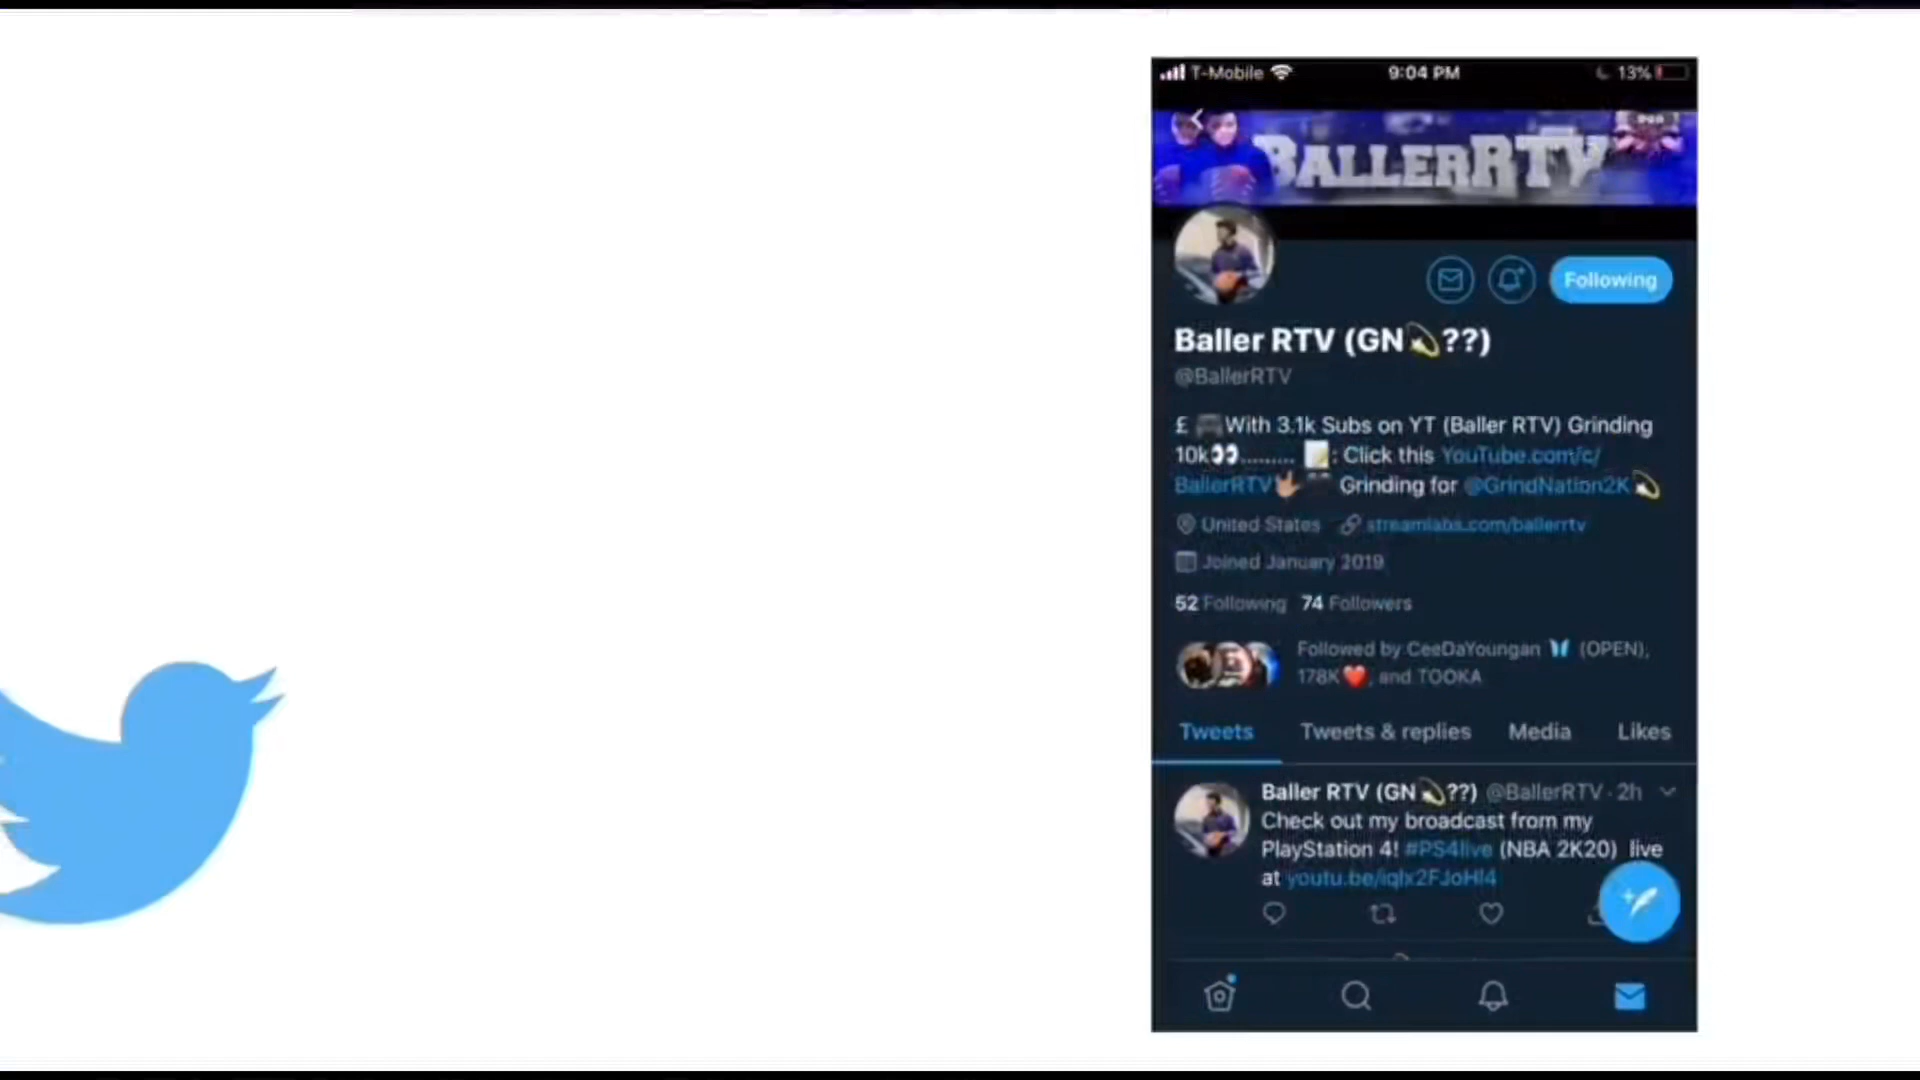 T-Mobile 9:04 PM 13%
BALLERRTV
Following
Baller RTV (GN💫??)
@BallerRTV
£ 🎮With 3.1k Subs on YT (Baller RTV) Grinding
10k👀......... 📝: Click this YouTube.com/c/
BallerRTV🤟🏽 Grinding for @GrindNation2K💫
United States streamlabs.com/ballerrtv
Joined January 2019
52 Following 74 Followers
Followed by CeeDaYoungan 🦋 (OPEN),
178K❤️, and TOOKA
Tweets Tweets & replies Media Likes
Baller RTV (GN💫??) @BallerRTV · 2h
Check out my broadcast from my
PlayStation 4! #PS4live (NBA 2K20) live
at youtu.be/iqlx2FJoHl4